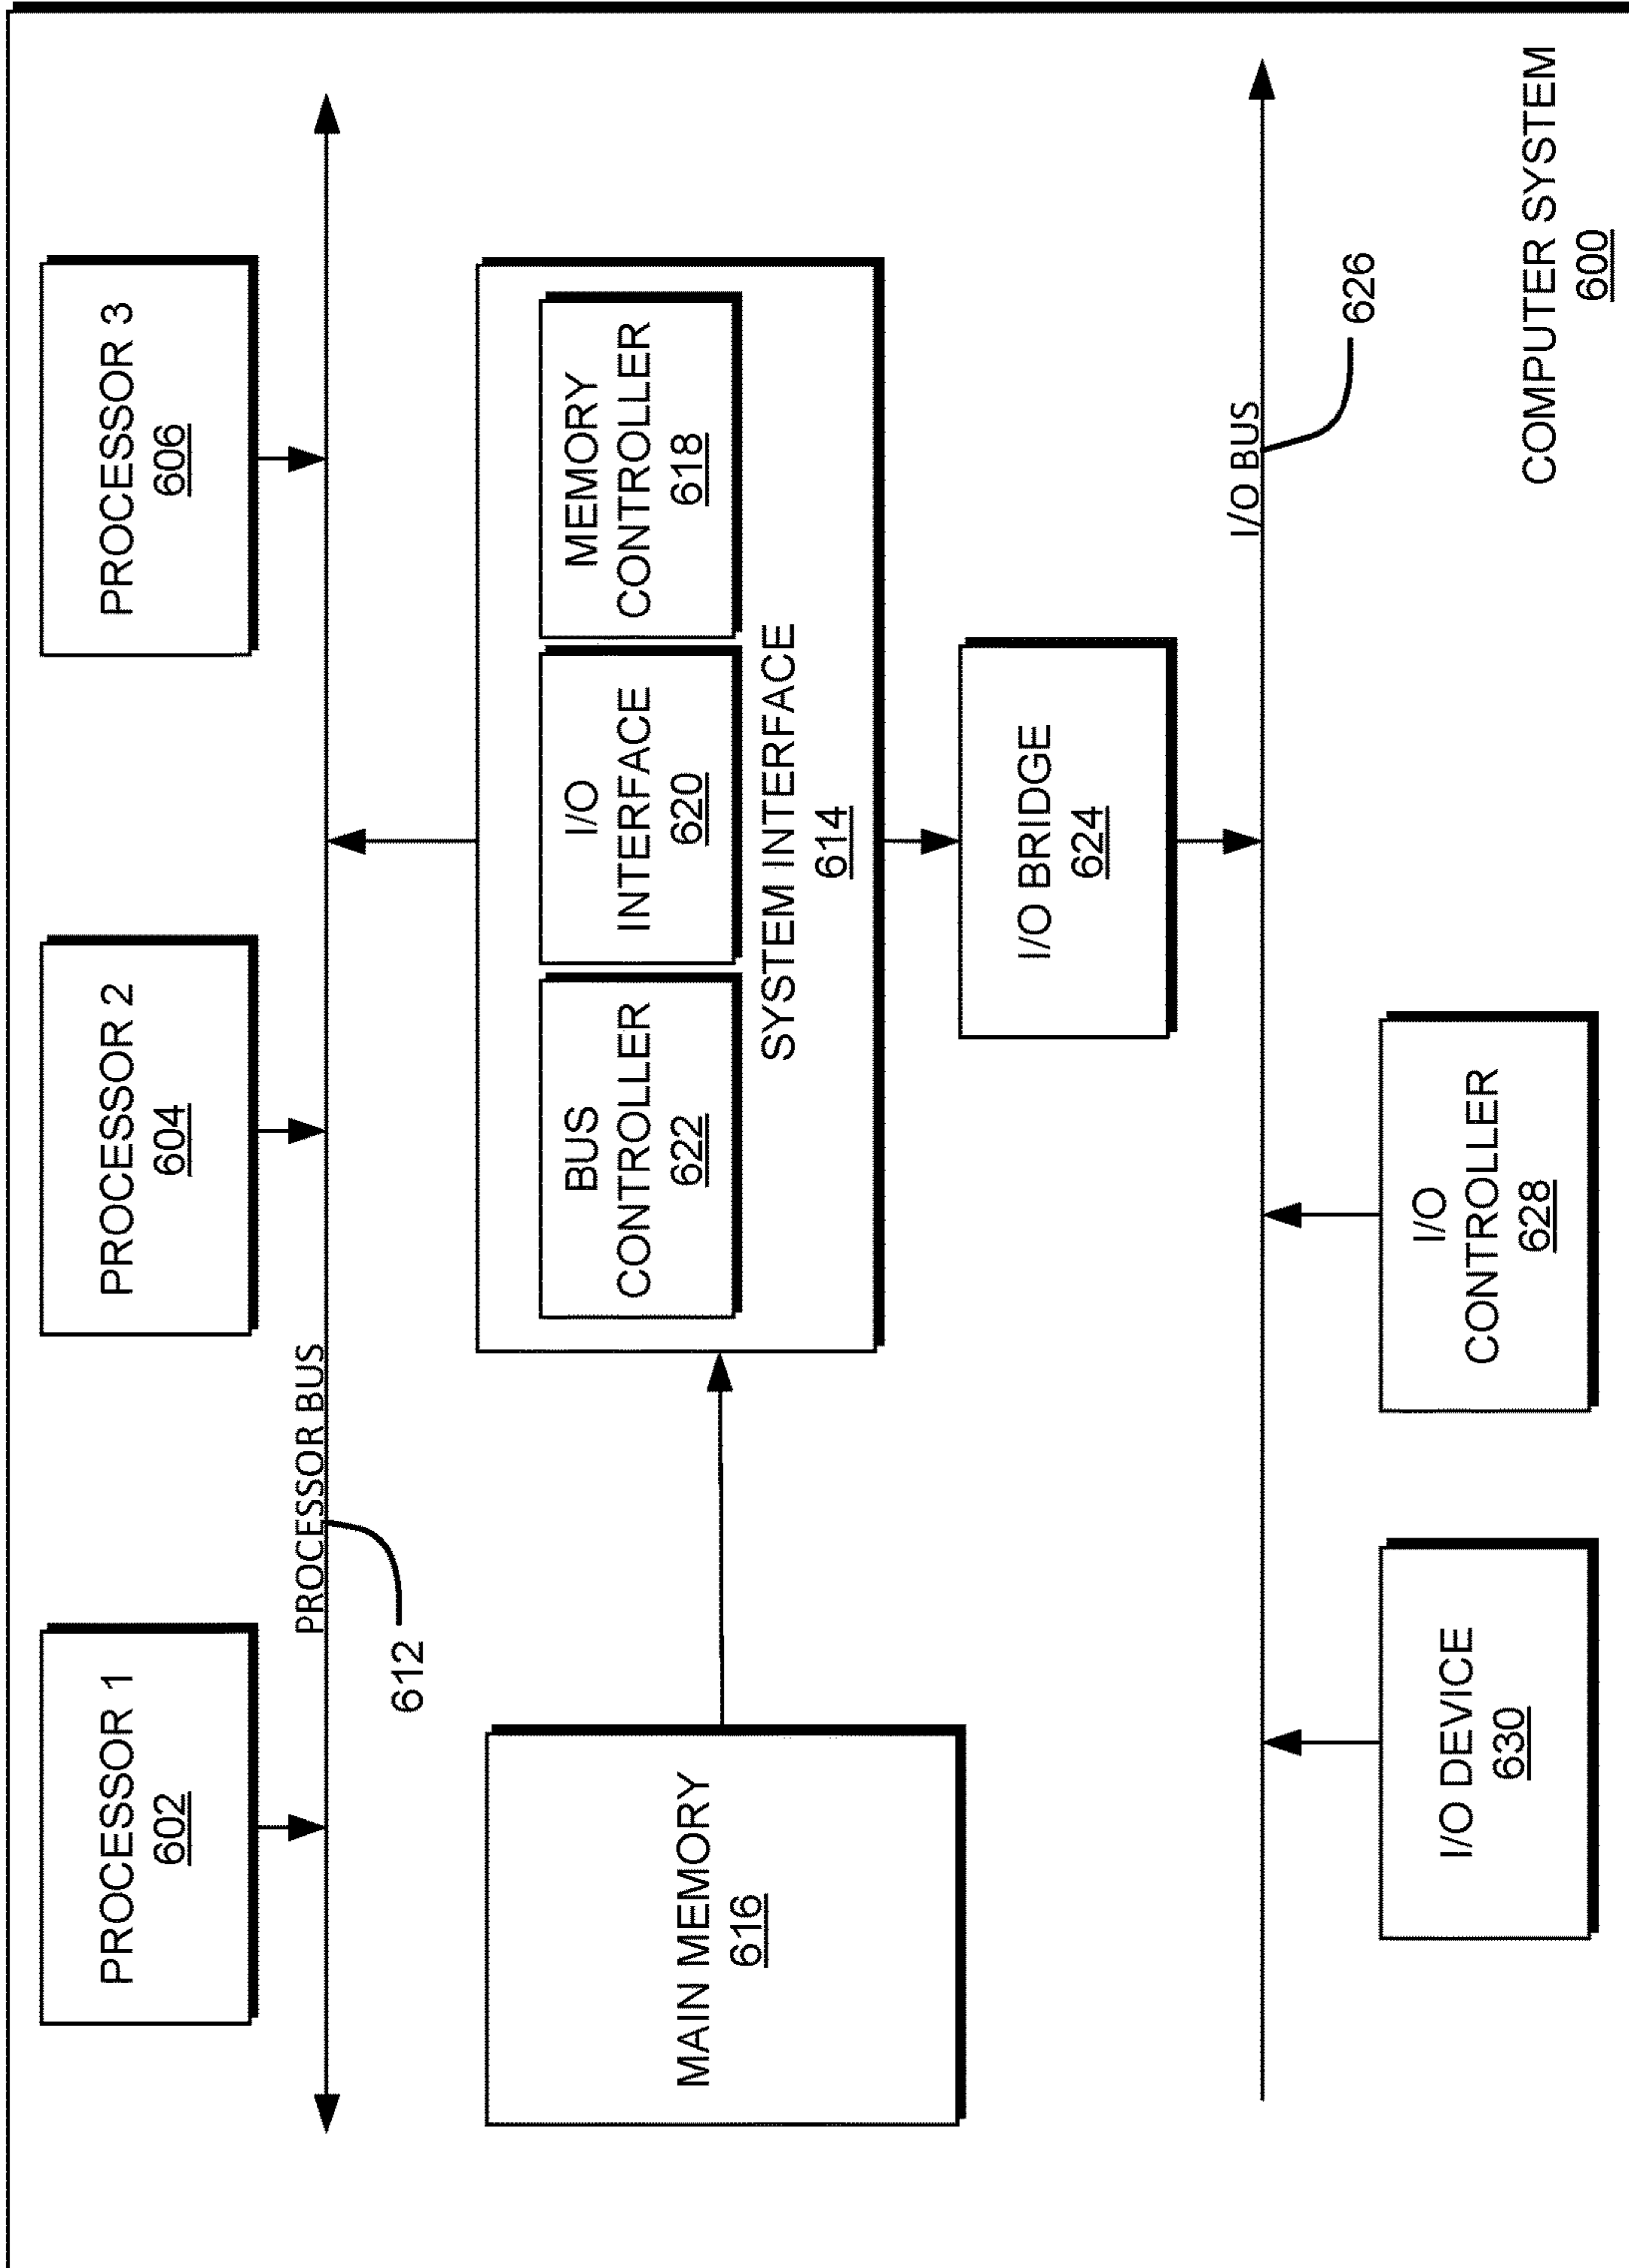 PROCESSOR 1
602
PROCESSOR 2
604
PROCESSOR 3
606
PROCESSOR BUS
612
MAIN MEMORY
616
BUS
CONTROLLER
622
I/O
INTERFACE
620
MEMORY
CONTROLLER
618
SYSTEM INTERFACE
614
I/O BRIDGE
624
I/O BUS
626
I/O DEVICE
630
I/O
CONTROLLER
628
COMPUTER SYSTEM
600